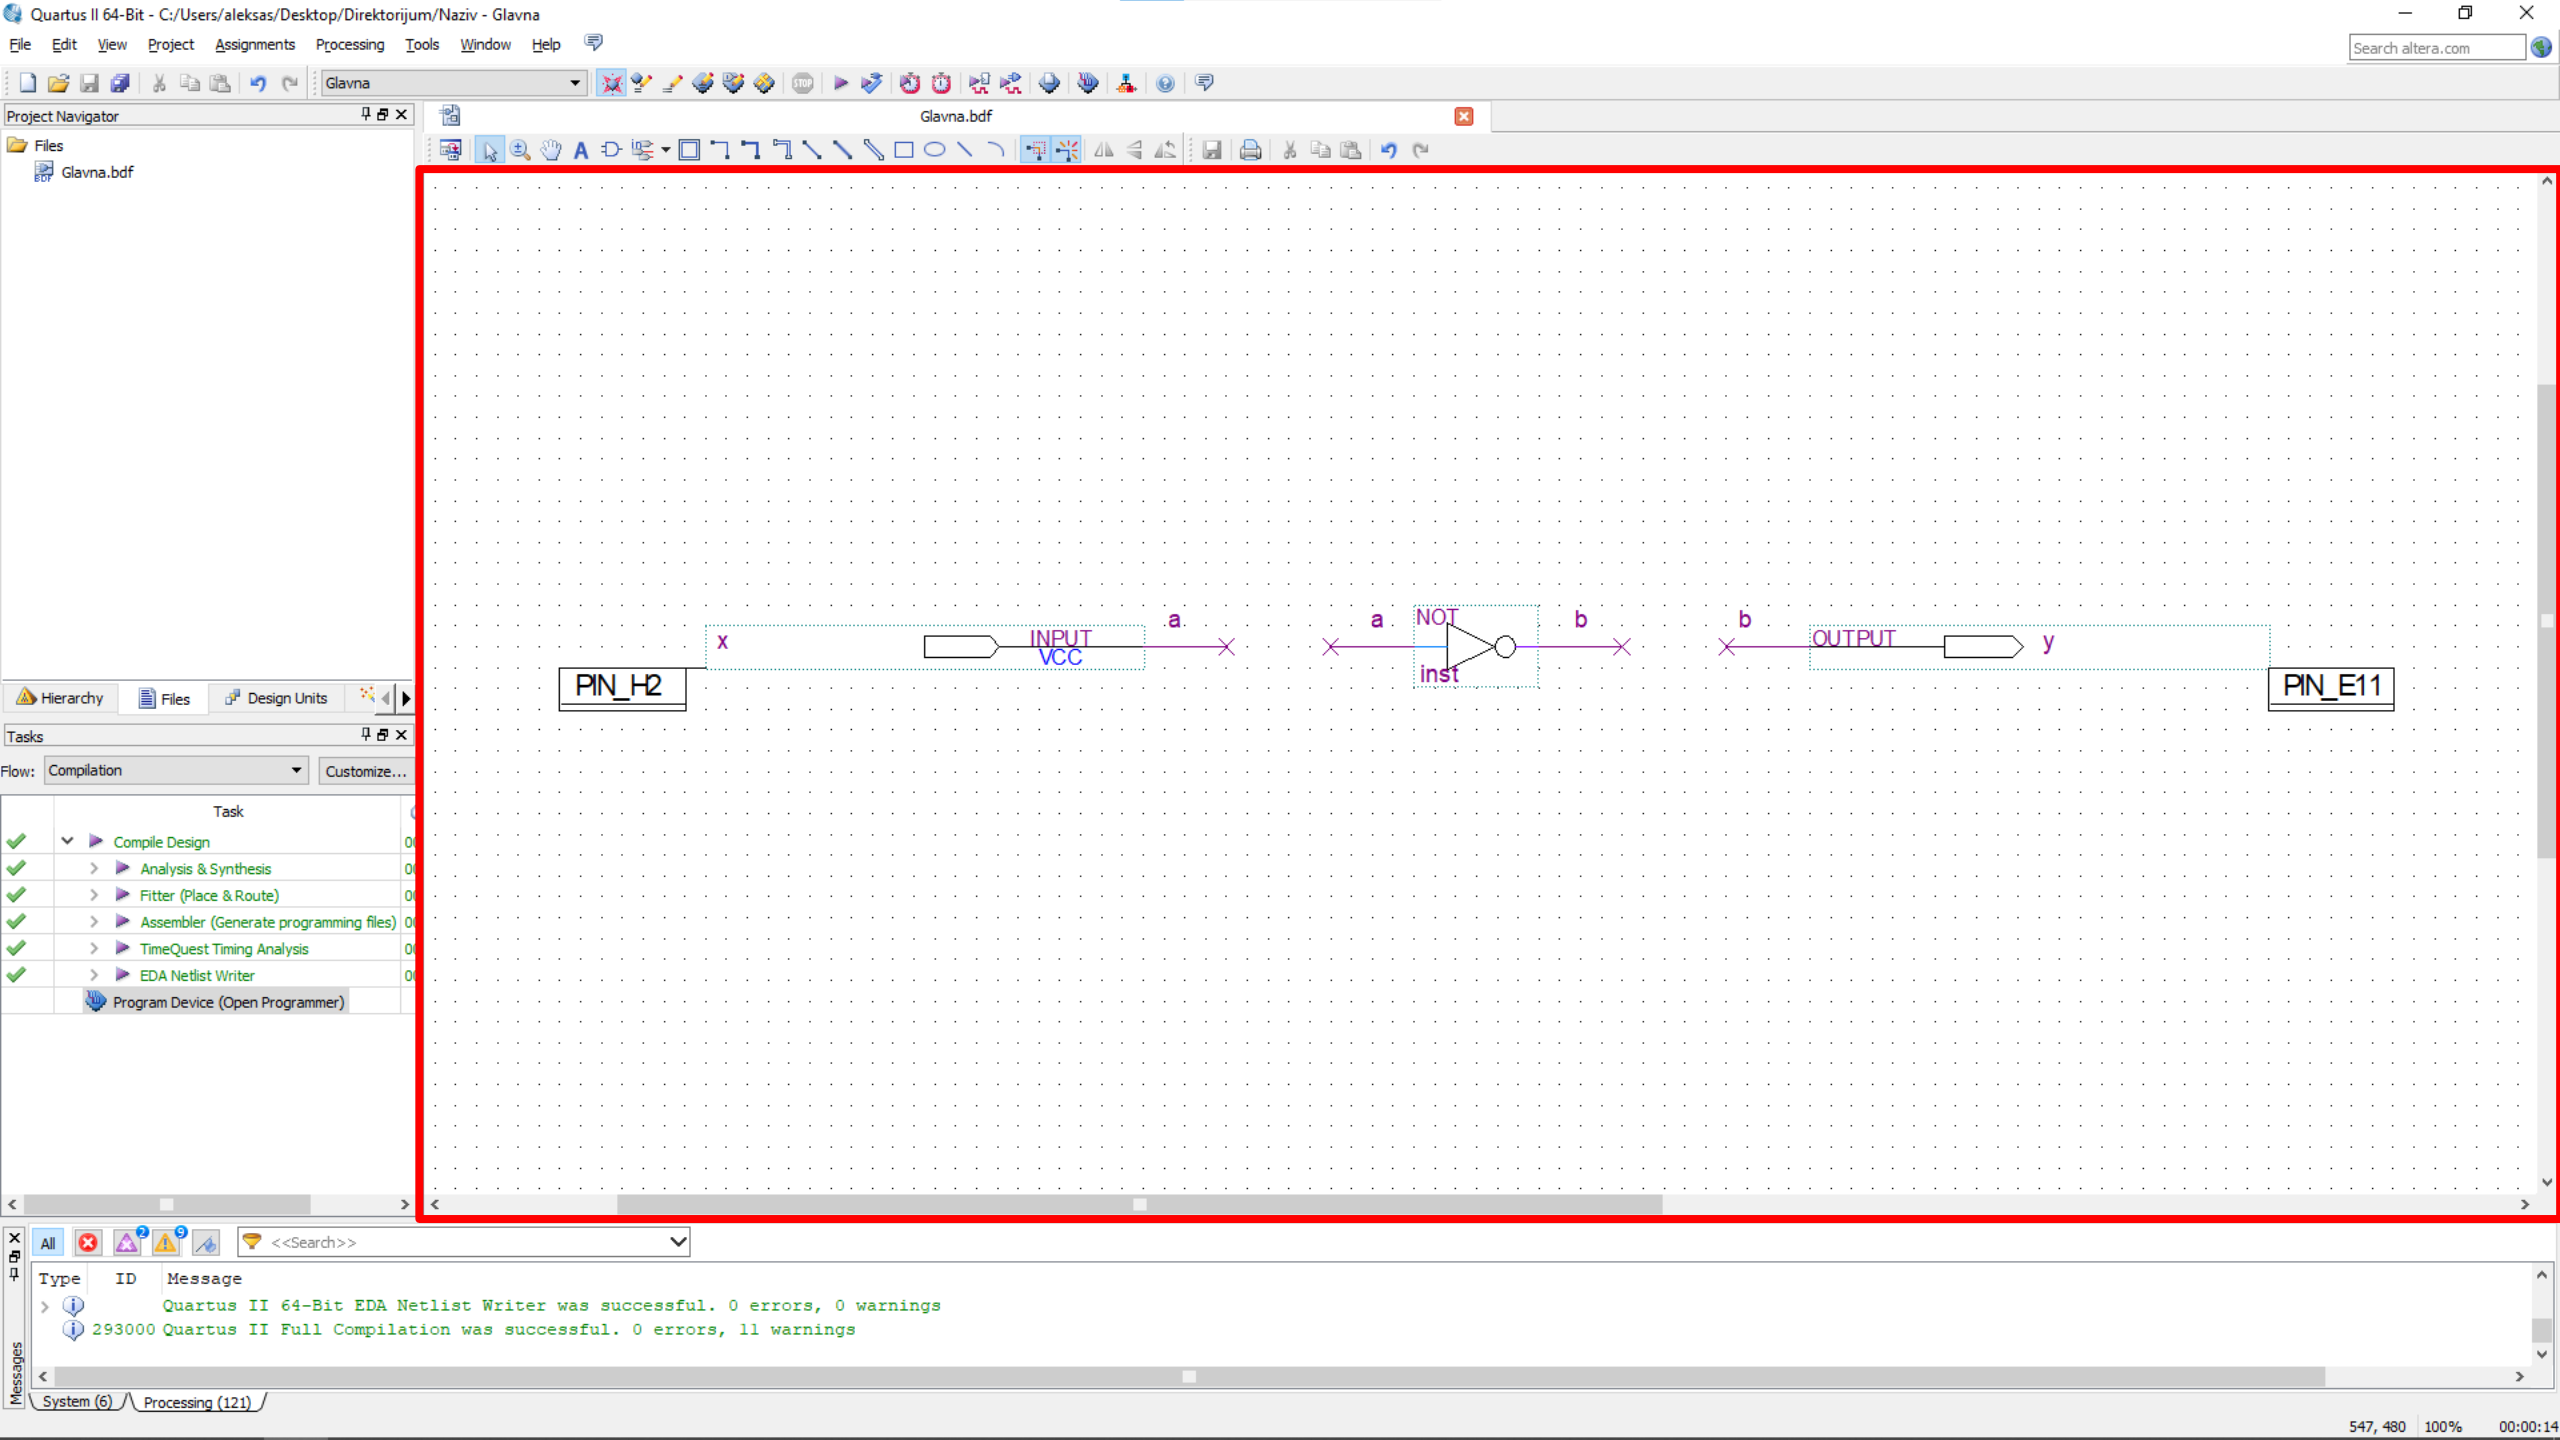 Quartus II 64-Bit - C:/Users/aleksas/Desktop/Direktorijum/Naziv - Glavna
File Edit View Project Assignments Processing Tools Window Help
Search altera.com
STOP
Glavna
Project Navigator
Glavna.bdf
Files
BDF Glavna.bdf
A
x INPUT VCC a
PIN_H2
a NOT inst b
b OUTPUT y
PIN_E11
Hierarchy Files Design Units
Tasks
Flow: Compilation Customize...
Task
Compile Design
Analysis & Synthesis
Fitter (Place & Route)
Assembler (Generate programming files)
TimeQuest Timing Analysis
EDA Netlist Writer
Program Device (Open Programmer)
All 2 9 <<Search>>
Type ID Message
Quartus II 64-Bit EDA Netlist Writer was successful. 0 errors, 0 warnings
293000 Quartus II Full Compilation was successful. 0 errors, 11 warnings
Messages
System (6) Processing (121)
547, 480 100% 00:00:14